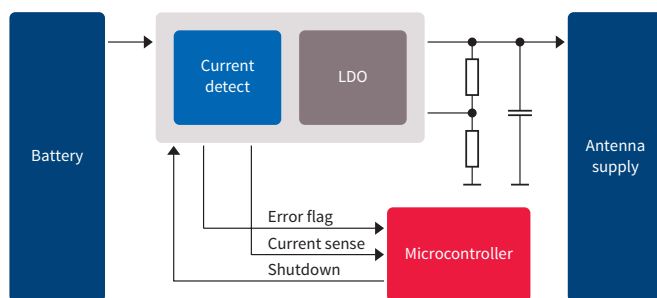 Current
detect
LDO
Battery
Antenna
supply
Error flag
Current sense
Shutdown
Microcontroller